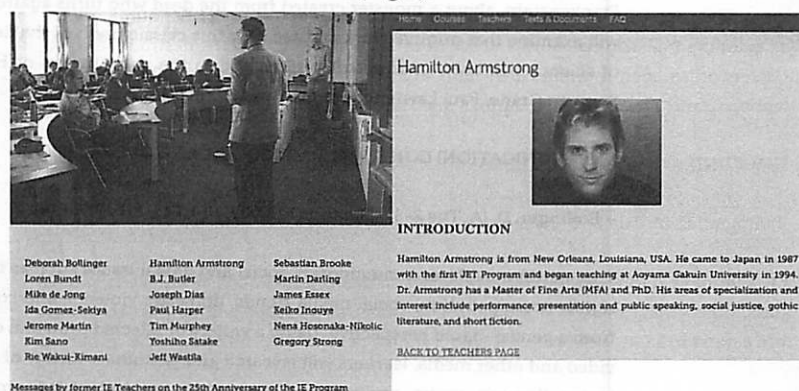 Home Courses Teachers Texts & Documents FAQ
Hamilton Armstrong
INTRODUCTION
Hamilton Armstrong is from New Orleans, Louisiana, USA. He came to Japan in 1987
with the first JET Program and began teaching at Aoyama Gakuin University in 1994.
Dr. Armstrong has a Master of Fine Arts (MFA) and PhD. His areas of specialization and
interest include performance, presentation and public speaking, social justice, gothic
literature, and short fiction.
BACK TO TEACHERS PAGE
Deborah Bollinger Hamilton Armstrong Sebastian Brooke
Loren Bundt B.J. Butler Martin Darling
Mike de Jong Joseph Dias James Essex
Ida Gomez-Sekiya Paul Harper Keiko Inouye
Jerome Martin Tim Murphey Nena Hosonaka-Nikolic
Kim Sano Yoshiho Satake Gregory Strong
Rie Wakui-Kimani Jeff Wastila
Messages by former IE Teachers on the 25th Anniversary of the IE Program